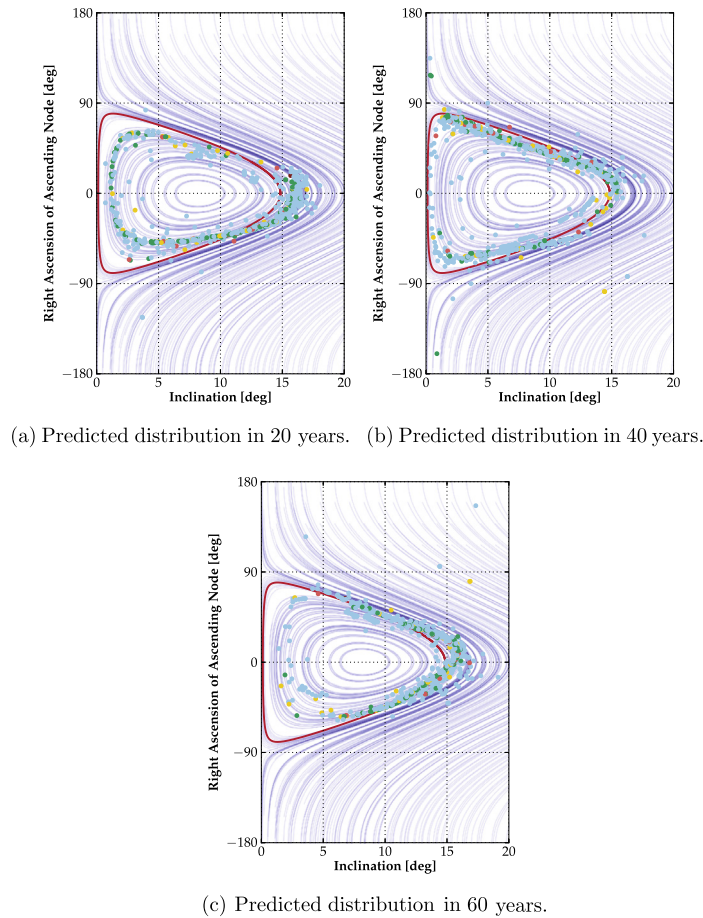 180
90
0
−90
−180
Right Ascension of Ascending Node [deg]
0 5 10 15 20
Inclination [deg]
180
90
0
−90
−180
Right Ascension of Ascending Node [deg]
0 5 10 15 20
Inclination [deg]
(a) Predicted distribution in 20 years.
(b) Predicted distribution in 40 years.
180
90
0
−90
−180
Right Ascension of Ascending Node [deg]
0 5 10 15 20
Inclination [deg]
(c) Predicted distribution in 60 years.